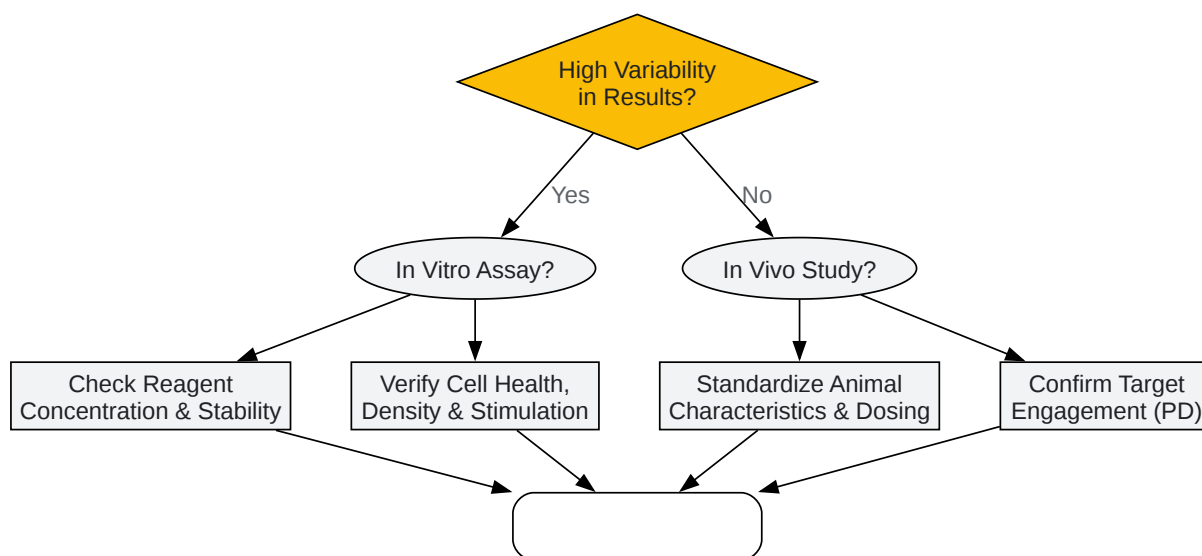 High Variability
in Results?
Yes
No
In Vitro Assay?
In Vivo Study?
Check Reagent
Concentration & Stability
Verify Cell Health,
Density & Stimulation
Standardize Animal
Characteristics & Dosing
Confirm Target
Engagement (PD)